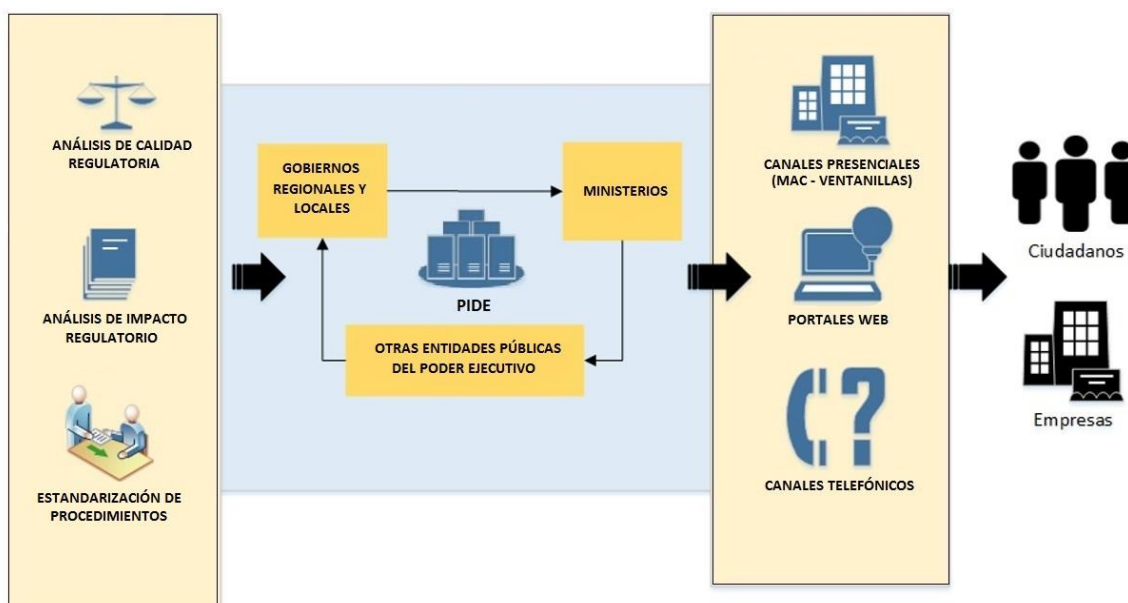 ANÁLISIS DE CALIDAD
REGULATORIA
ANÁLISIS DE IMPACTO
REGULATORIO
ESTANDARIZACIÓN DE
PROCEDIMIENTOS
GOBIERNOS
REGIONALES Y
LOCALES
MINISTERIOS
PIDE
OTRAS ENTIDADES PÚBLICAS
DEL PODER EJECUTIVO
CANALES PRESENCIALES
(MAC - VENTANILLAS)
PORTALES WEB
CANALES TELEFÓNICOS
Ciudadanos
Empresas